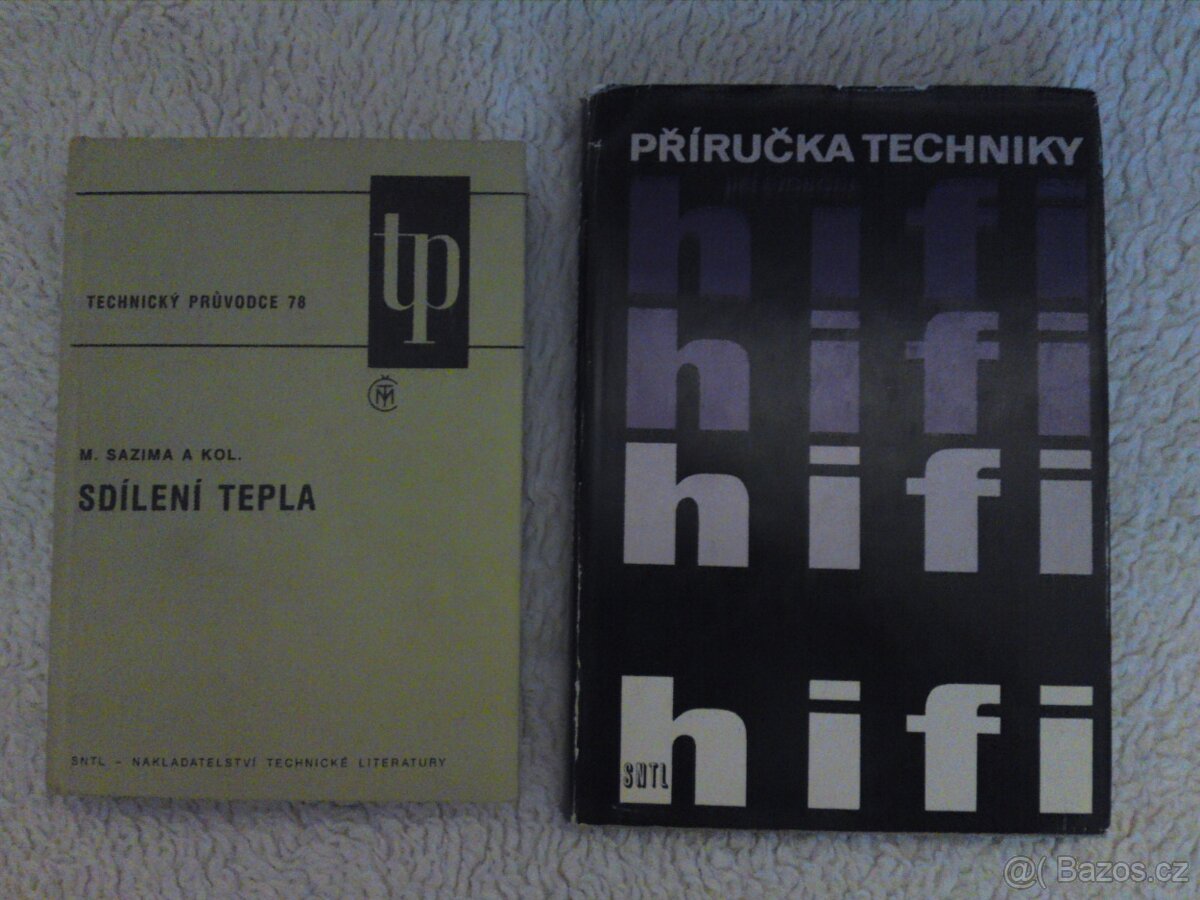 TECHNICKÝ PRŮVODCE 78
tp
ČMT
M. SAZIMA A KOL.
SDÍLENÍ TEPLA
SNTL – NAKLADATELSTVÍ TECHNICKÉ LITERATURY
PŘÍRUČKA TECHNIKY
hifi
hifi
hifi
hifi
SNTL
@( Bazos.cz